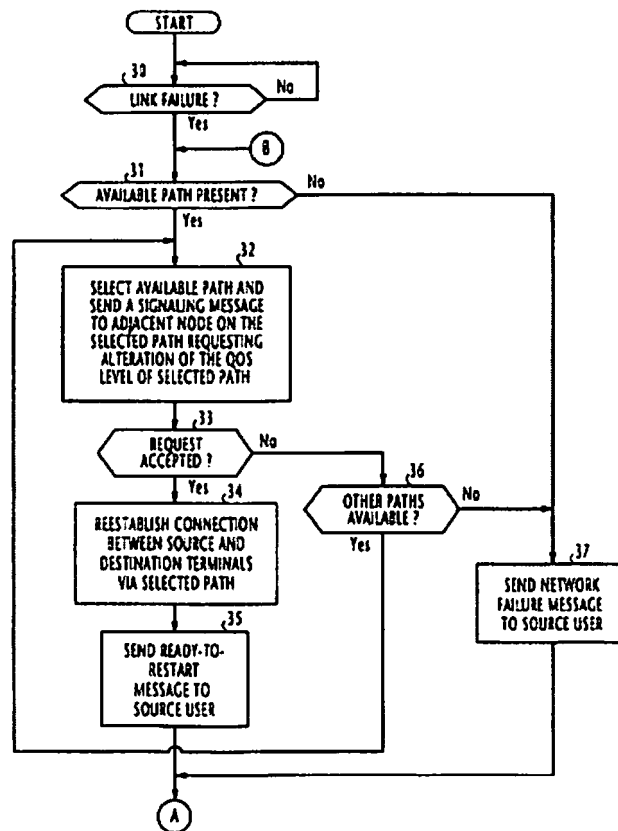 START
30
LINK FAILURE ?
No
Yes
B
31
AVAILABLE PATH PRESENT ?
No
Yes
32
SELECT AVAILABLE PATH AND
SEND A SIGNALING MESSAGE
TO ADJACENT NODE ON THE
SELECTED PATH REQUESTING
ALTERATION OF THE QOS
LEVEL OF SELECTED PATH
33
REQUEST
ACCEPTED ?
No
Yes
34
REESTABLISH CONNECTION
BETWEEN SOURCE AND
DESTINATION TERMINALS
VIA SELECTED PATH
36
OTHER PATHS
AVAILABLE ?
No
Yes
35
SEND READY-TO-
RESTART
MESSAGE TO
SOURCE USER
37
SEND NETWORK
FAILURE MESSAGE
TO SOURCE USER
A